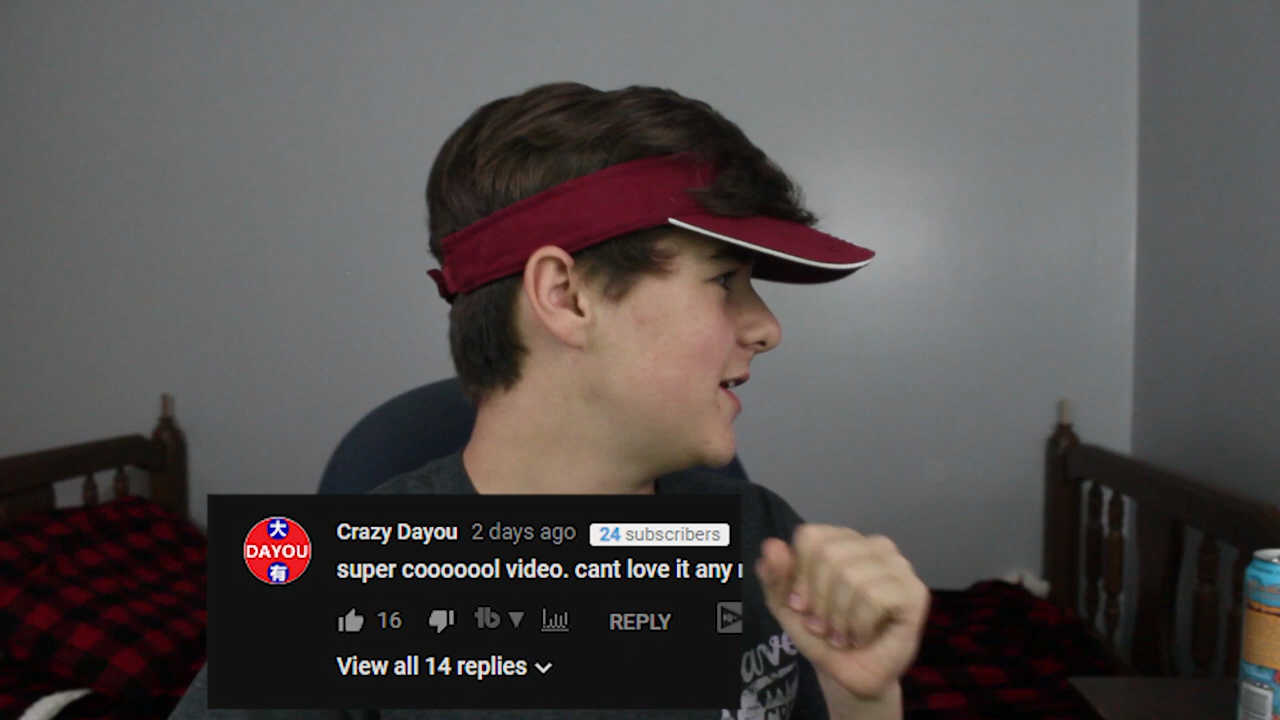 大
DAYOU
有
Crazy Dayou 2 days ago 24 subscribers
super cooooool video. cant love it any
16 REPLY
View all 14 replies